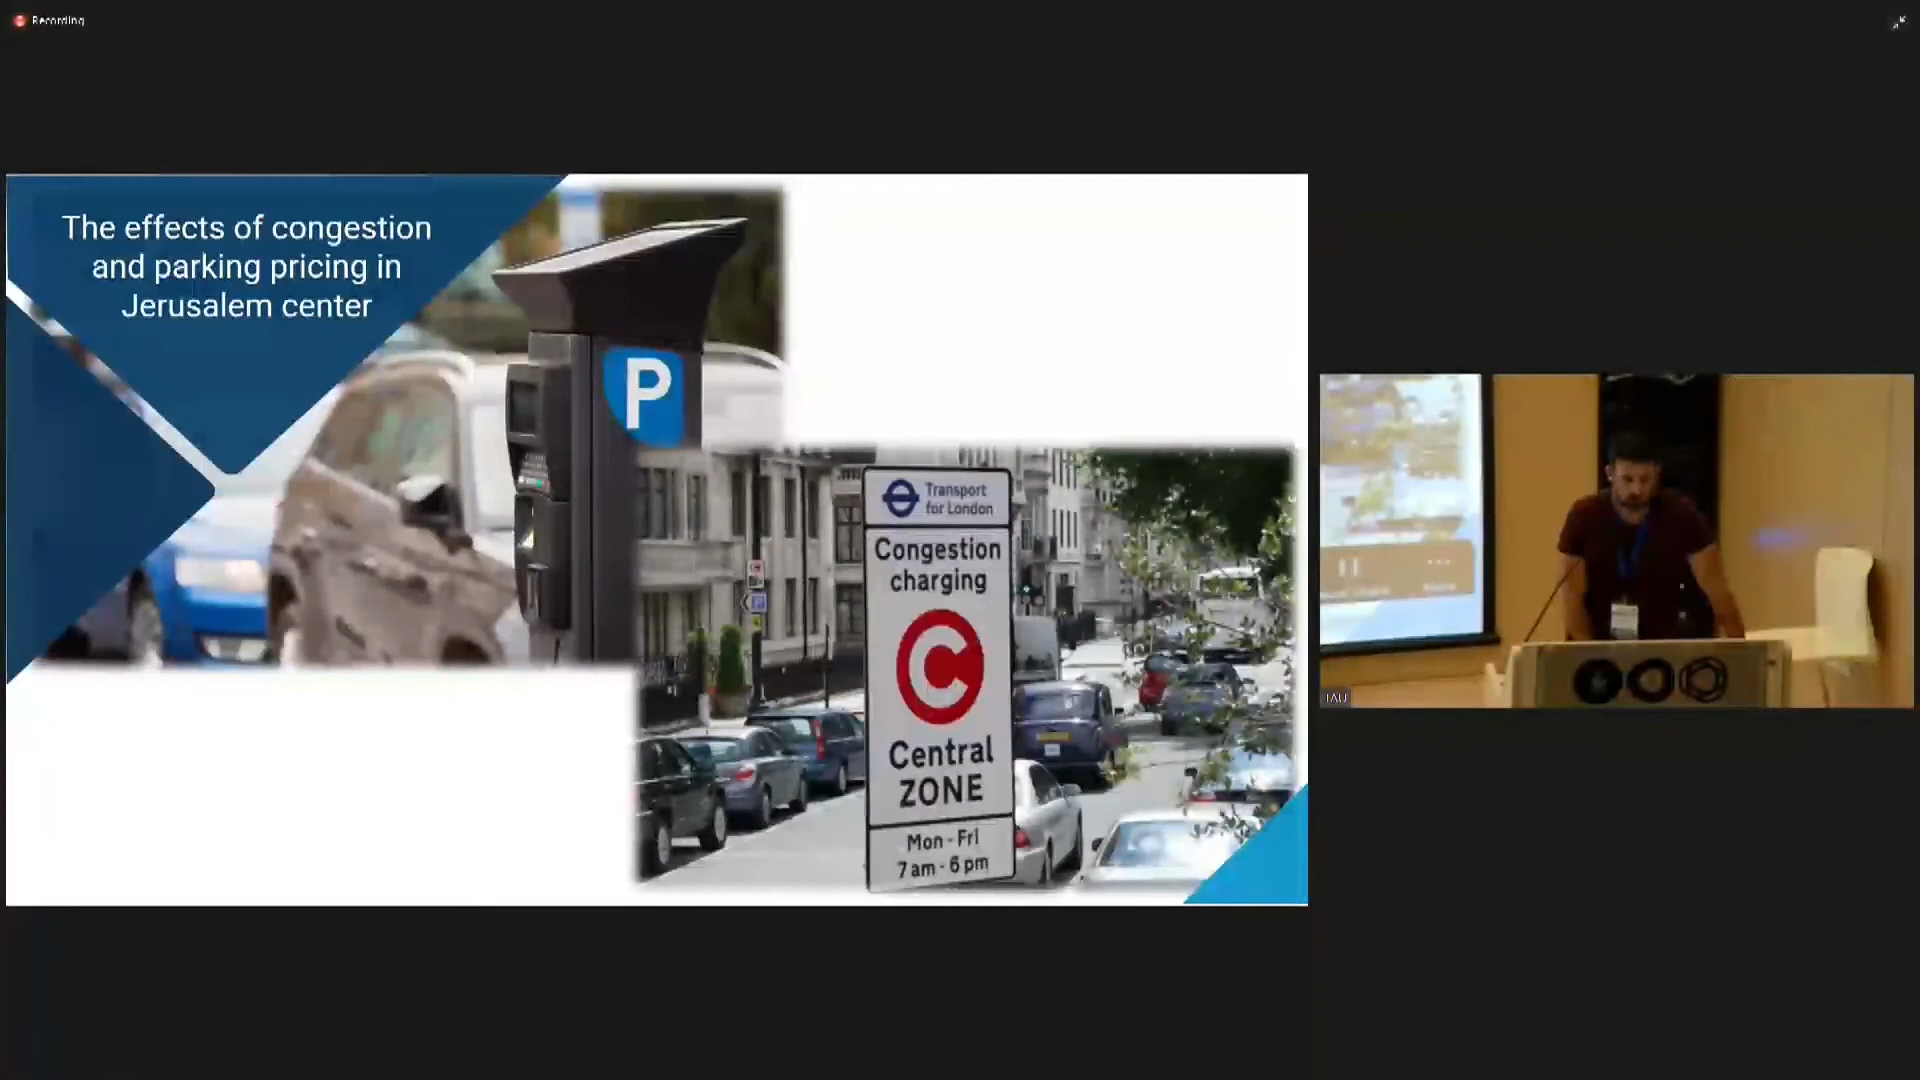 Recording
The effects of congestion
and parking pricing in
Jerusalem center
P
Transport
for London
Congestion
charging
C
Central
ZONE
Mon - Fri
7 am - 6 pm
IAU